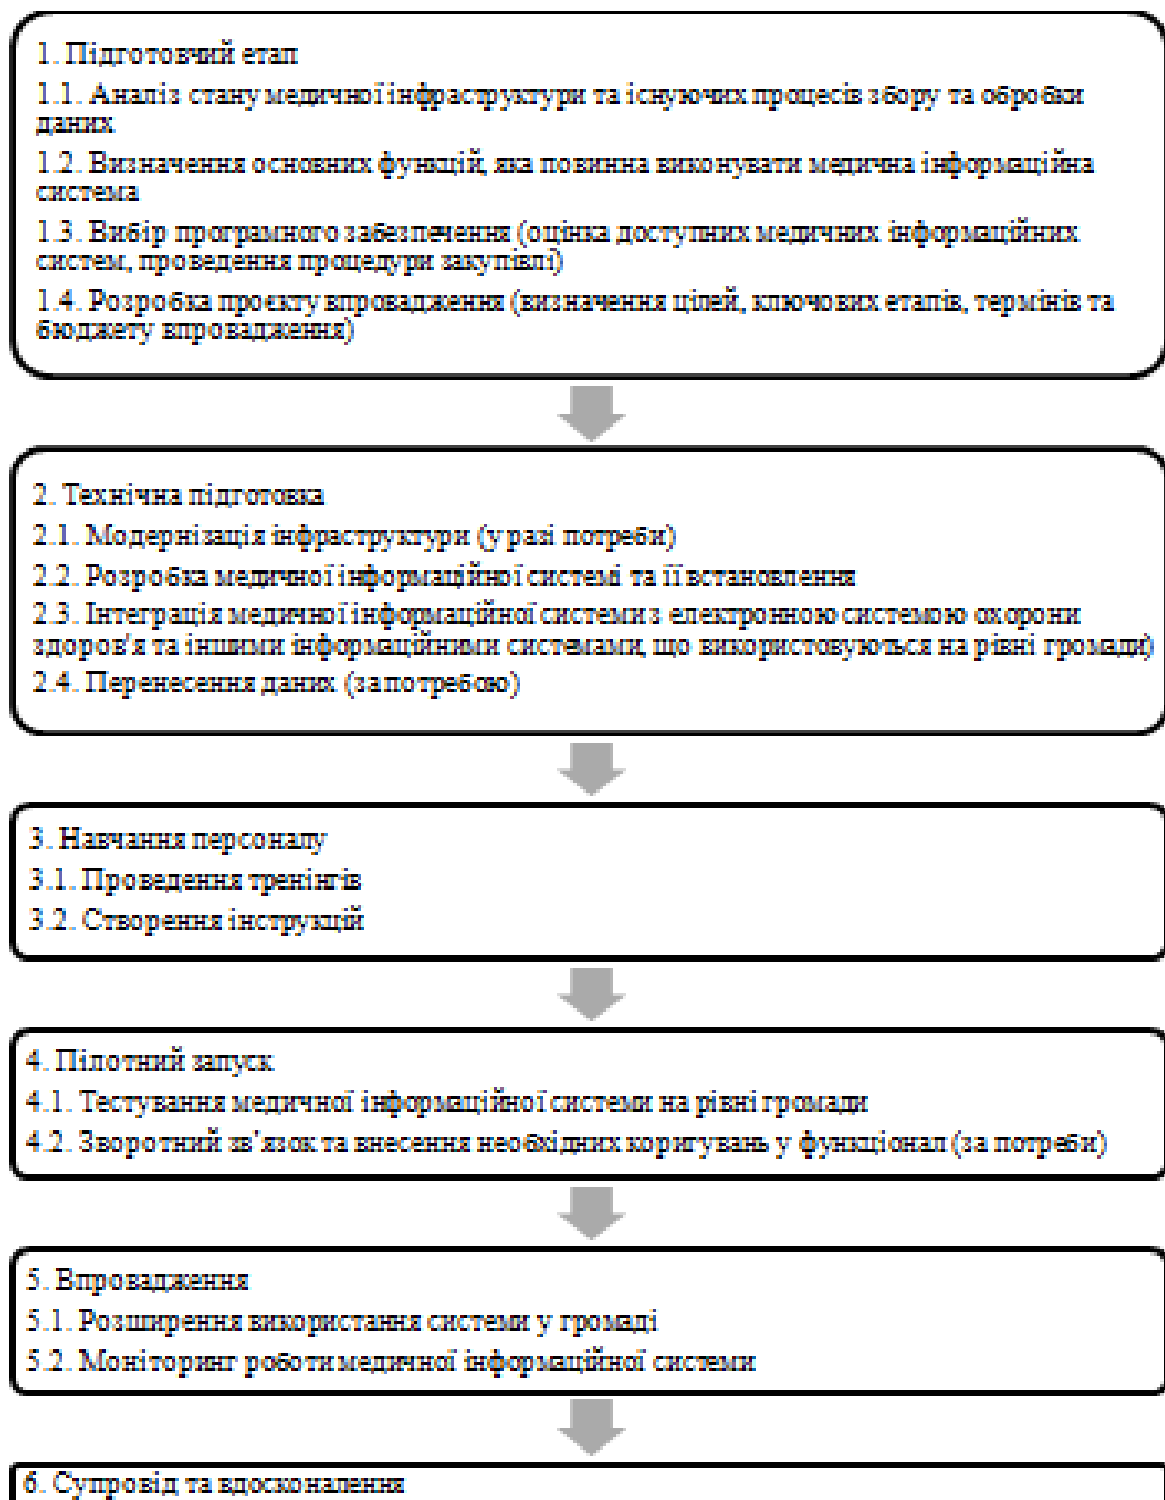 1. Підготовчий етап
1.1. Аналіз стану медичної інфраструктури та існуючих процесів збору та обробки
даних
1.2. Визначення основних функцій, яка повинна виконувати медична інформаційна
система
1.3. Вибір програмного забезпечення (оцінка доступних медичних інформаційних
систем, проведення процедури закупівлі)
1.4. Розробка проєкту впровадження (визначення цілей, ключових етапів, термінів та
бюджету впровадження)
2. Технічна підготовка
2.1. Модернізація інфраструктури (у разі потреби)
2.2. Розробка медичної інформаційної системі та її встановлення
2.3. Інтеграція медичної інформаційної системи з електронною системою охорони
здоров'я та іншими інформаційними системами, що використовуються на рівні громади)
2.4. Перенесення даних (за потребою)
3. Навчання персоналу
3.1. Проведення тренінгів
3.2. Створення інструкцій
4. Пілотний запуск
4.1. Тестування медичної інформаційної системи на рівні громади
4.2. Зворотний зв'язок та внесення необхідних коригувань у функціонал (за потреби)
5. Впровадження
5.1. Розширення використання системи у громаді
5.2. Моніторинг роботи медичної інформаційної системи
6. Супровід та вдосконалення